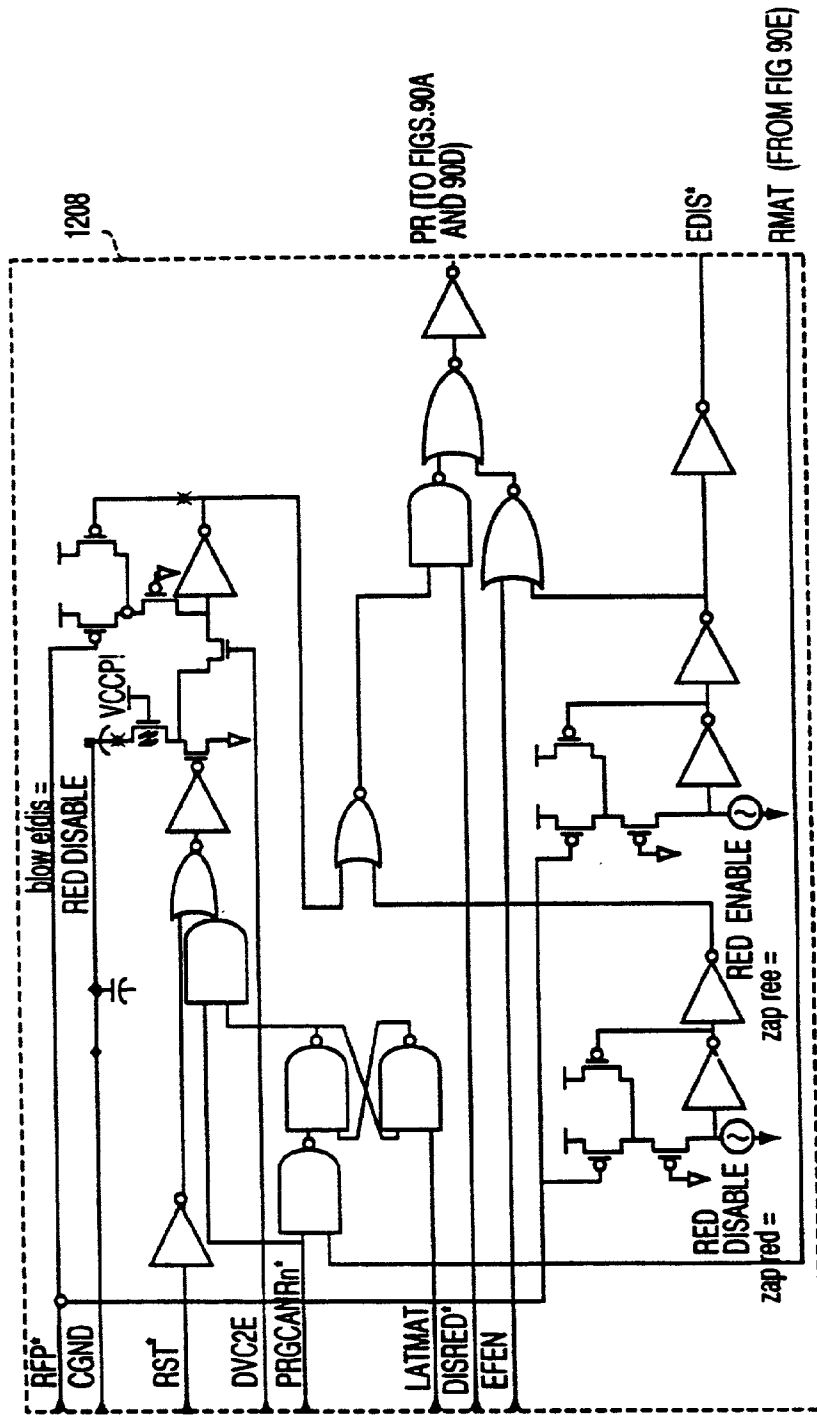 1208
RFP*
CGND
RST*
DVC2E
PRGCANRn*
LATMAT
DISRED*
EFEN
blow efdis =
RED DISABLE
VCCP!
PR (TO FIGS.90A
AND 90D)
EDIS*
RMAT (FROM FIG 90E)
RED
DISABLE
zap red =
RED ENABLE
zap ree =